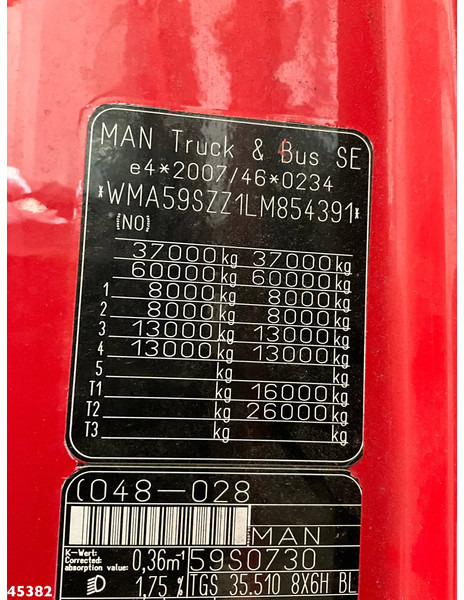 MAN Truck & Bus SE
e4*2007/46*0234
*WMA59SZZ1LM854391*
(NO)
37000 kg 37000 kg
60000 kg 60000 kg
1 8000 kg 8000 kg
2 8000 kg 8000 kg
3 13000 kg 13000 kg
4 13000 kg 13000 kg
5 kg kg
T1 kg 16000 kg
T2 kg 26000 kg
T3 kg kg
(048-028
MAN
K-Wert:
Corrected absorption value: 0,36m-1 59S0730
1,75 % TGS 35.510 8X6H BL
45382